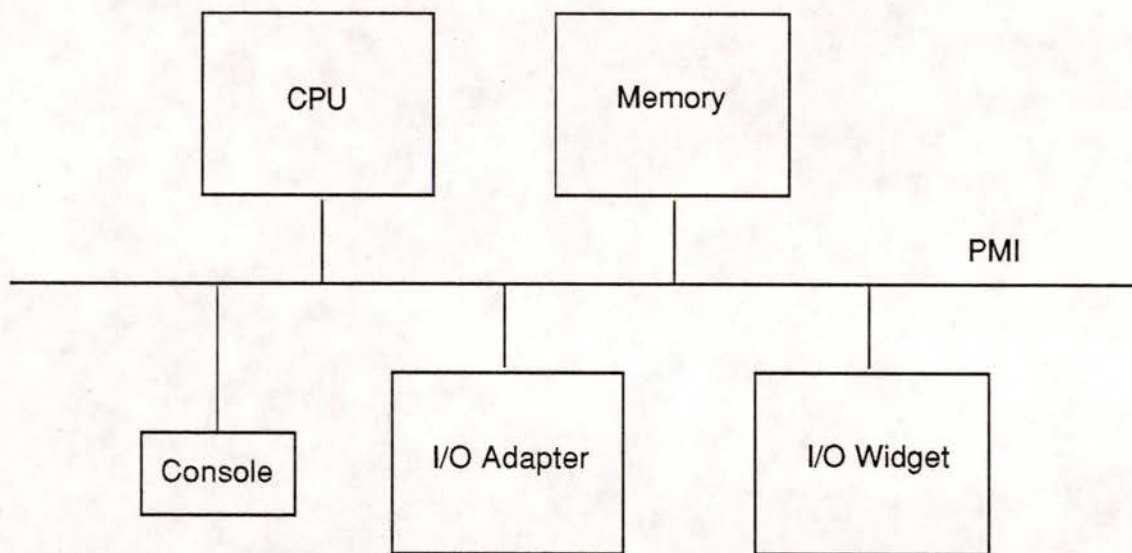 CPU
Memory
PMI
Console
I/O Adapter
I/O Widget